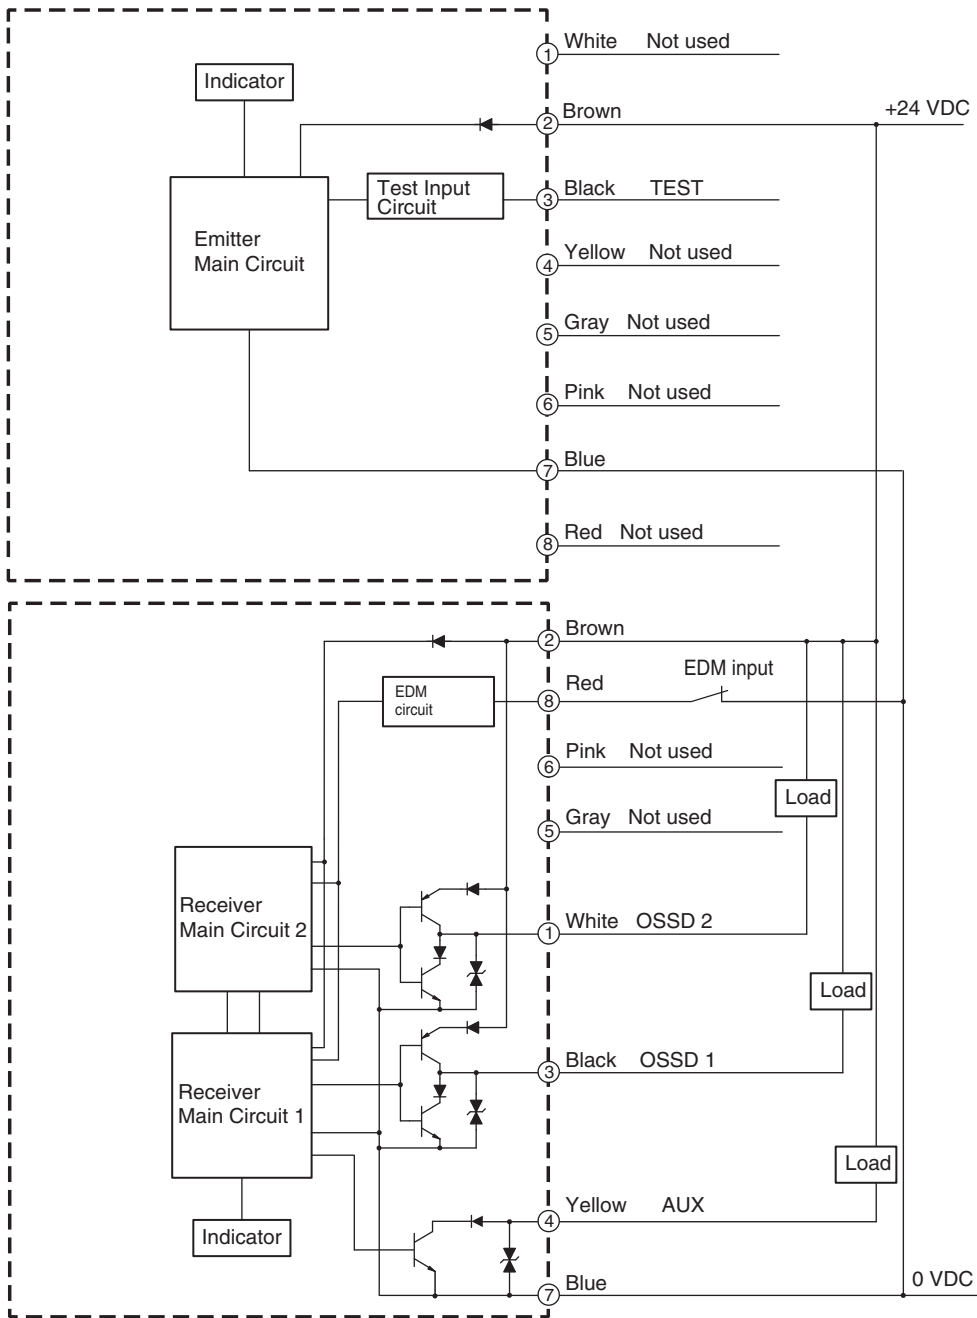 1 White Not used
Indicator
2 Brown +24 VDC
Test Input
Circuit
3 Black TEST
Emitter
Main Circuit
4 Yellow Not used
5 Gray Not used
6 Pink Not used
7 Blue
8 Red Not used
2 Brown
EDM
circuit
8 Red EDM input
6 Pink Not used
Load
5 Gray Not used
Receiver
Main Circuit 2
1 White OSSD 2
Load
3 Black OSSD 1
Receiver
Main Circuit 1
Load
4 Yellow AUX
Indicator
7 Blue 0 VDC